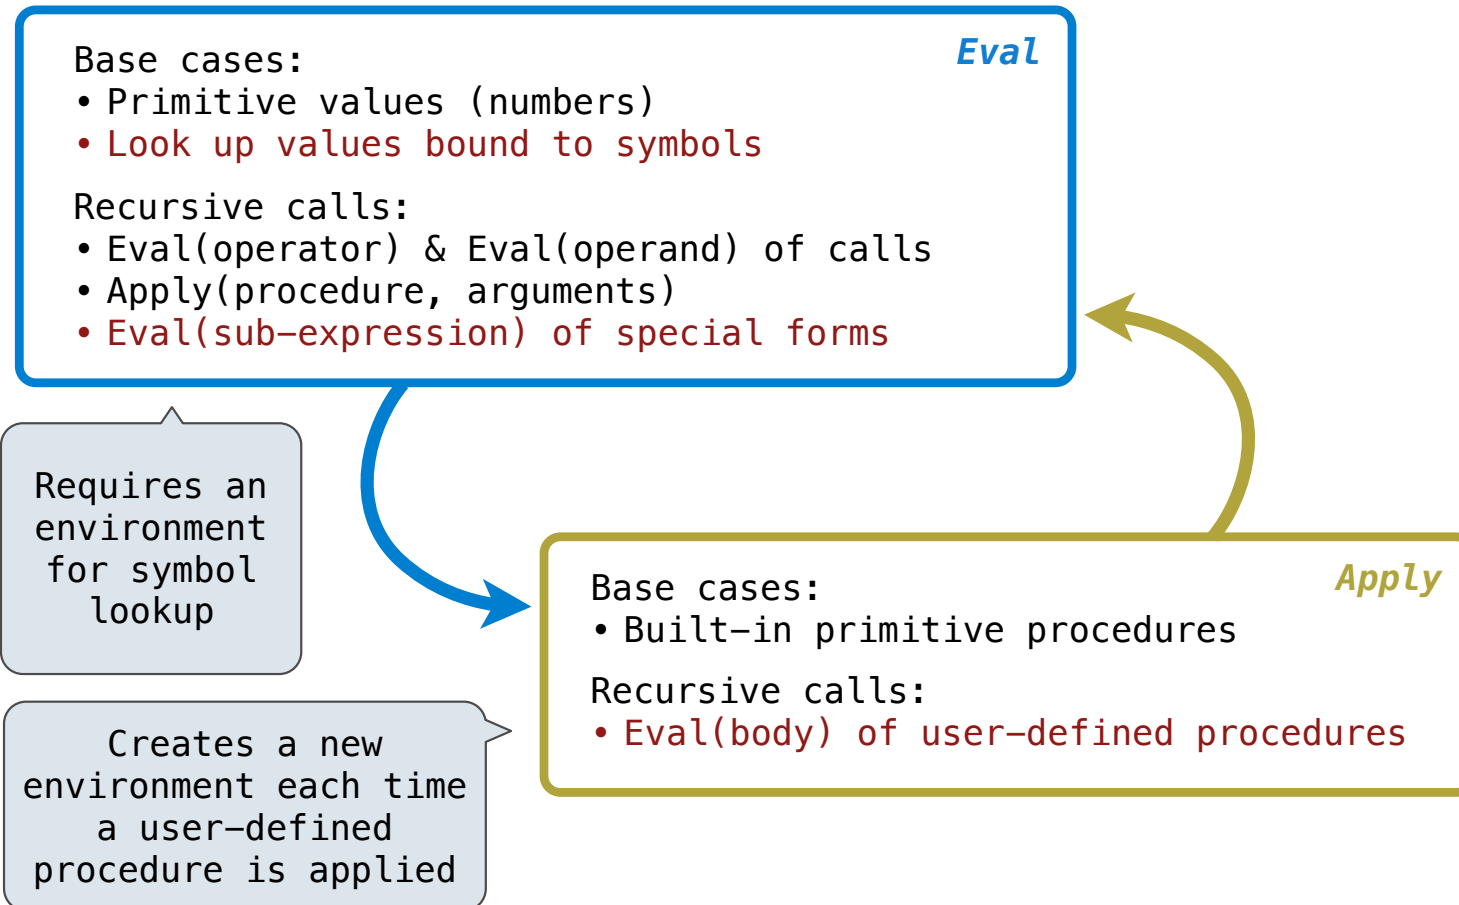 Eval
Base cases:
• Primitive values (numbers)
• Look up values bound to symbols
Recursive calls:
• Eval(operator) & Eval(operand) of calls
• Apply(procedure, arguments)
• Eval(sub-expression) of special forms
Requires an
environment
for symbol
lookup
Apply
Base cases:
• Built-in primitive procedures
Recursive calls:
• Eval(body) of user-defined procedures
Creates a new
environment each time
a user-defined
procedure is applied